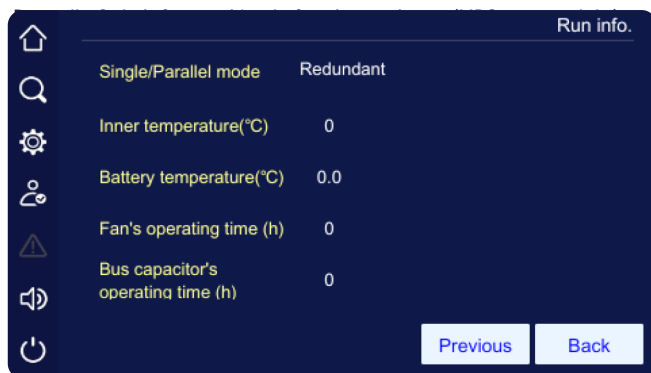 Run info.
Single/Parallel mode Redundant
Inner temperature(℃) 0
Battery temperature(℃) 0.0
Fan's operating time (h) 0
Bus capacitor's
operating time (h) 0
Previous Back